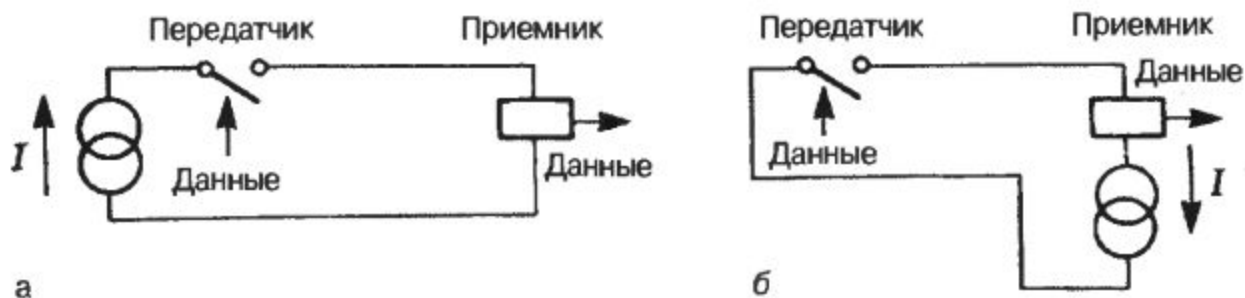 Передатчик
Приемник
I
Данные
Данные
а
Передатчик
Приемник
Данные
Данные
I
б